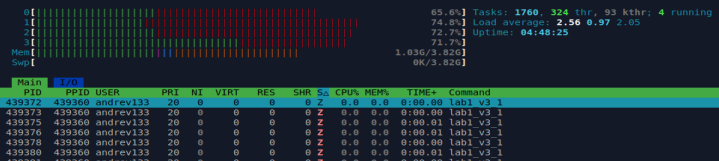 0[ 65.6%] Tasks: 1760, 324 thr, 93 kthr; 4 running
1[ 74.8%] Load average: 2.56 0.97 2.05
2[ 72.7%] Uptime: 04:48:25
3[ 71.7%]
Mem[ 1.03G/3.82G]
Swp[ 0K/3.82G]
Main I/O
PID PPID USER PRI NI VIRT RES SHR S△ CPU% MEM% TIME+ Command
439372 439360 andrev133 20 0 0 0 0 Z 0.0 0.0 0:00.00 lab1_v3_1
439373 439360 andrev133 20 0 0 0 0 Z 0.0 0.0 0:00.00 lab1_v3_1
439375 439360 andrev133 20 0 0 0 0 Z 0.0 0.0 0:00.01 lab1_v3_1
439376 439360 andrev133 20 0 0 0 0 Z 0.0 0.0 0:00.01 lab1_v3_1
439378 439360 andrev133 20 0 0 0 0 Z 0.0 0.0 0:00.00 lab1_v3_1
439380 439360 andrev133 20 0 0 0 0 Z 0.0 0.0 0:00.01 lab1_v3_1